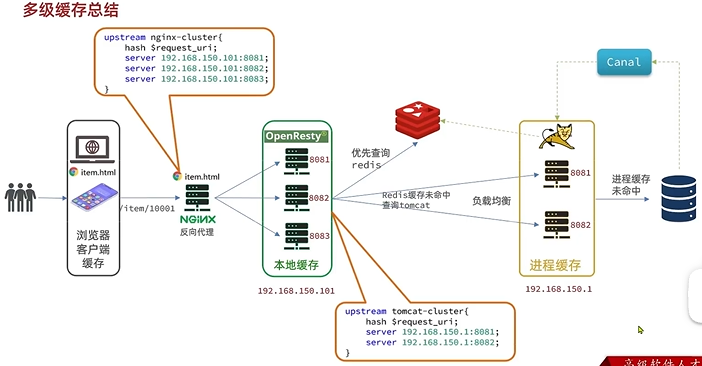 多级缓存总结
upstream nginx-cluster{
hash $request_uri;
server 192.168.150.101:8081;
server 192.168.150.101:8082;
server 192.168.150.101:8083;
}
Canal
item.html
/item/10001
浏览器
客户端
缓存
item.html
NGINX
反向代理
OpenResty
8081
8082
8083
本地缓存
192.168.150.101
优先查询
redis
Redis缓存未命中
查询tomcat
负载均衡
8081
8082
进程缓存
192.168.150.1
进程缓存
未命中
upstream tomcat-cluster{
hash $request_uri;
server 192.168.150.1:8081;
server 192.168.150.1:8082;
}
高级软件人才